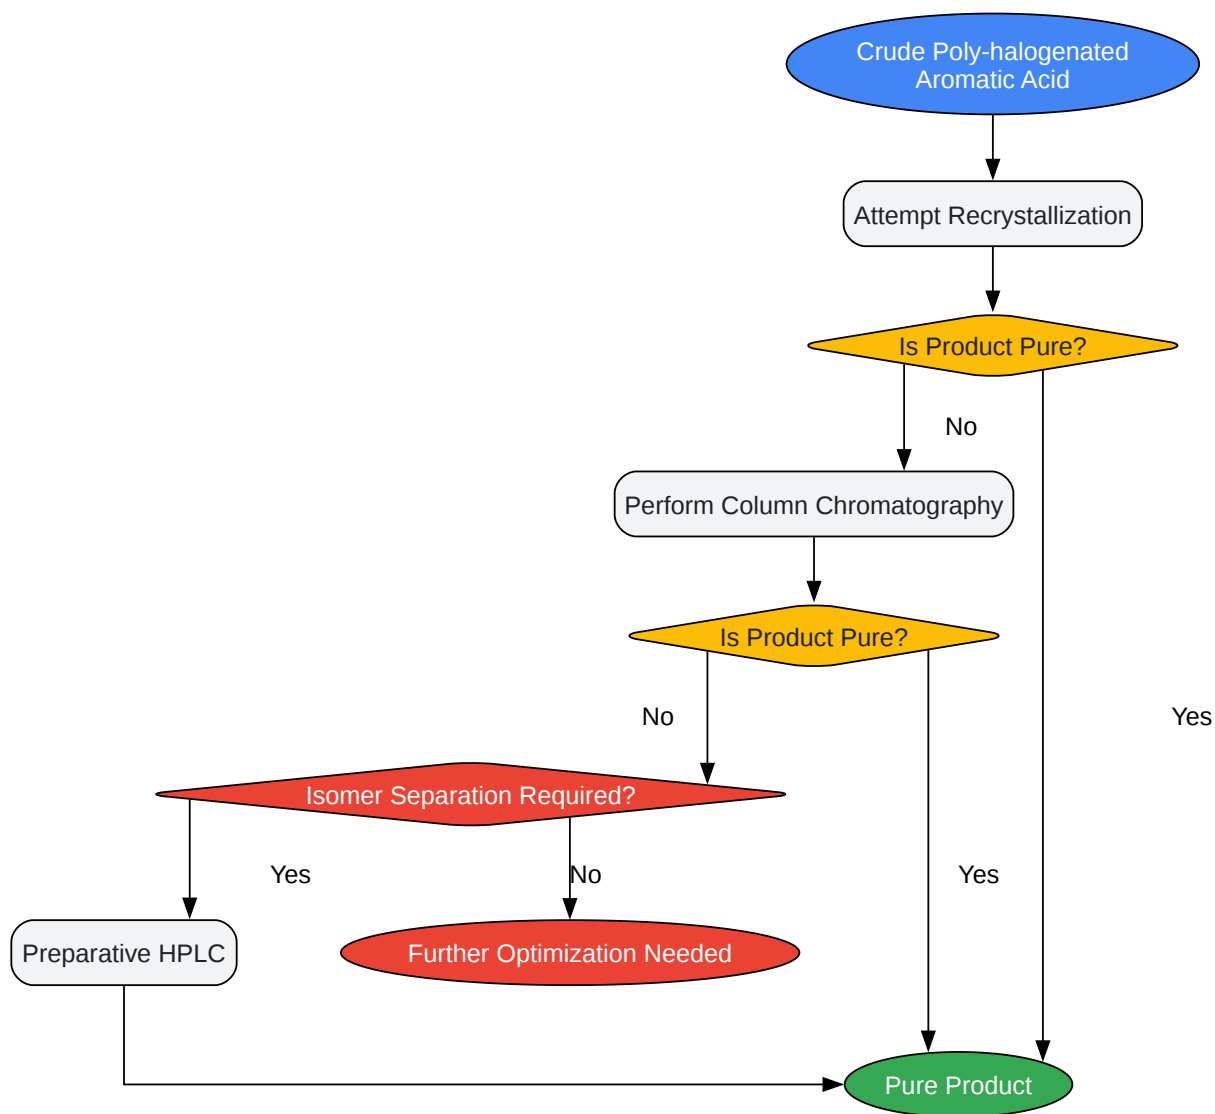 Crude Poly-halogenated
Aromatic Acid
Attempt Recrystallization
Is Product Pure?
No
Perform Column Chromatography
Is Product Pure?
No
Yes
Isomer Separation Required?
Yes
No
Yes
Preparative HPLC
Further Optimization Needed
Pure Product